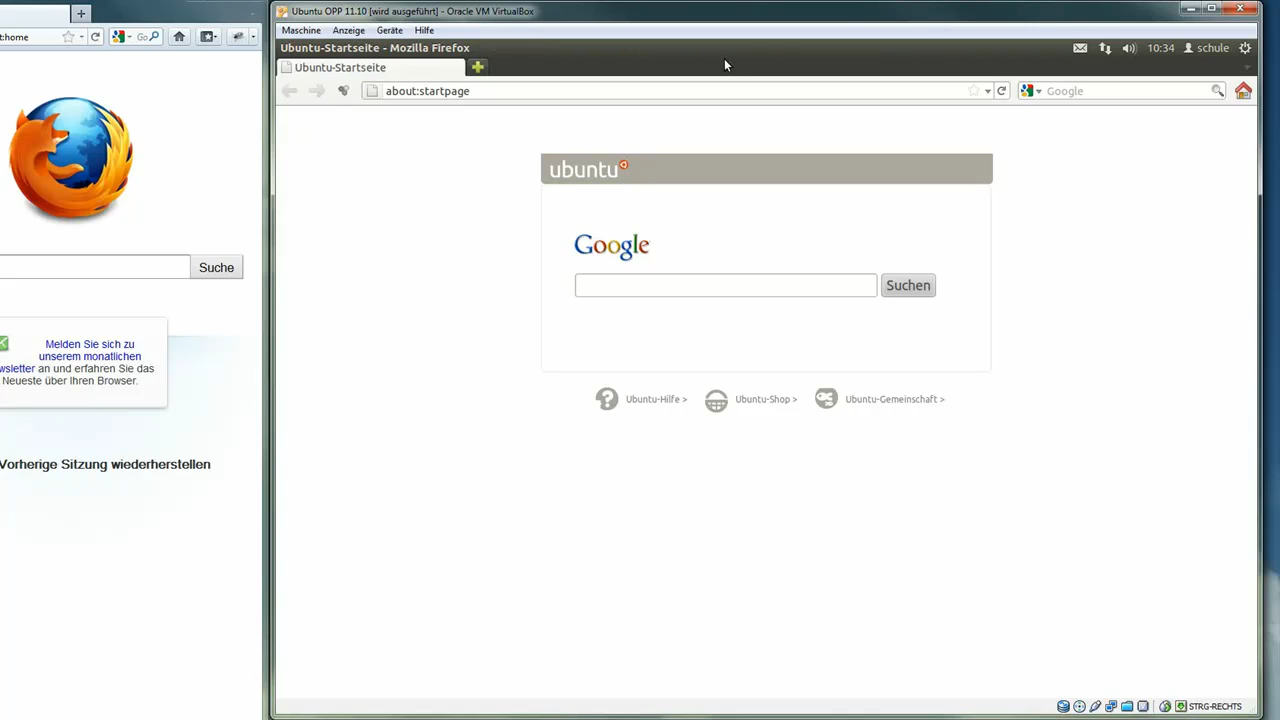 t:home
Go
Suche
Melden Sie sich zu
unserem monatlichen
wsletter an und erfahren Sie das
Neueste über Ihren Browser.
Vorherige Sitzung wiederherstellen
Ubuntu OPP 11.10 [wird ausgeführt] - Oracle VM VirtualBox
Maschine Anzeige Geräte Hilfe
Ubuntu-Startseite - Mozilla Firefox
10:34 schule
Ubuntu-Startseite
about:startpage
Google
ubuntu
Google
Suchen
Ubuntu-Hilfe >
Ubuntu-Shop >
Ubuntu-Gemeinschaft >
STRG-RECHTS